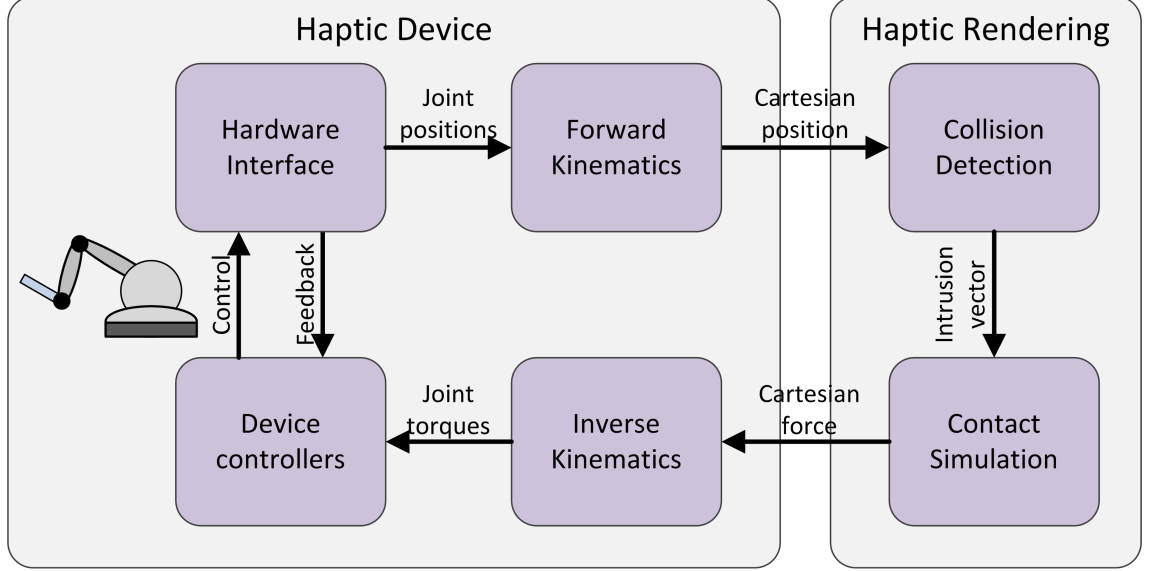 Haptic Device
Haptic Rendering
Hardware
Interface
Joint
positions
Forward
Kinematics
Cartesian
position
Collision
Detection
Control
Feedback
Intrusion
vector
Device
controllers
Joint
torques
Inverse
Kinematics
Cartesian
force
Contact
Simulation